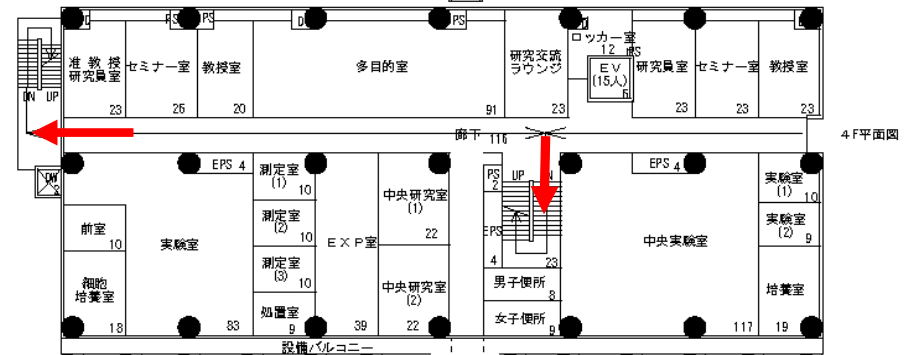 PS
PS
D
PS
准教授
研究員室
23
セミナー室
26
教授室
20
多目的室
91
研究交流
ラウンジ
23
ロッカー室
12
PS
EV
(15人)
6
研究員室
23
セミナー室
23
教授室
23
DN UP
廊下 116
4F平面図
DW
2
EPS 4
前室
10
細胞
培養室
18
実験室
83
測定室
(1)
10
測定室
(2)
10
測定室
(3)
10
処置室
9
EXP室
39
中央研究室
(1)
22
中央研究室
(2)
22
PS
2
UP
DN
EPS
4
23
男子便所
8
女子便所
9
EPS 4
中央実験室
117
実験室
(1)
10
実験室
(2)
9
培養室
19
設備バルコニー